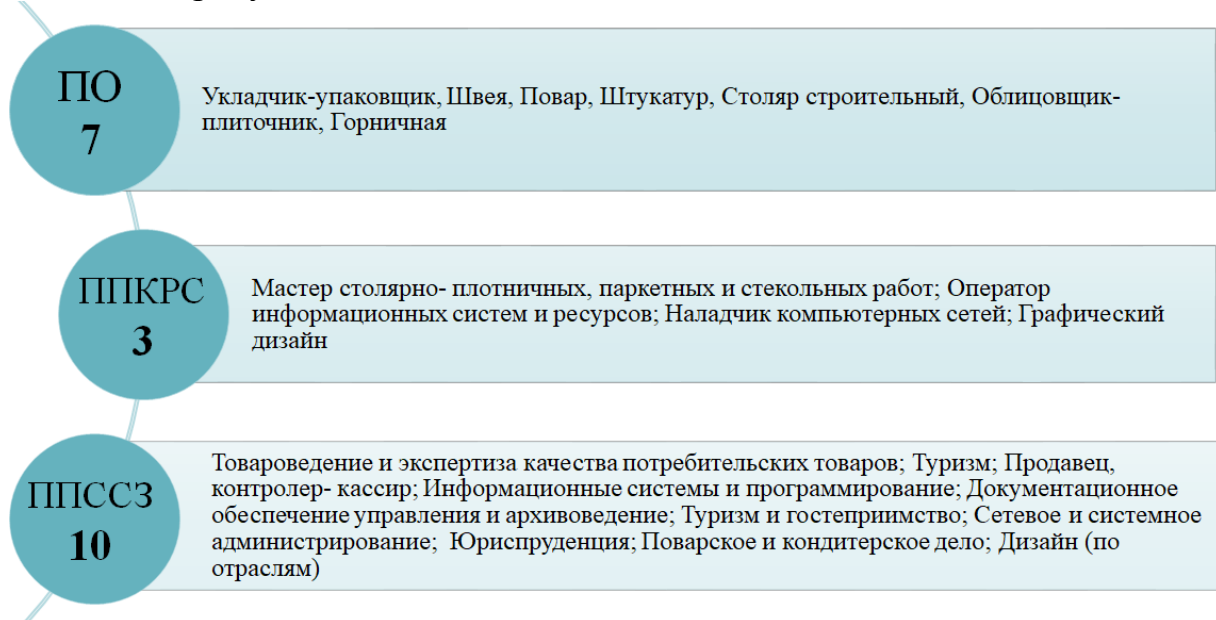 ПО
7
Укладчик-упаковщик, Швея, Повар, Штукатур, Столяр строительный, Облицовщик-
плиточник, Горничная
ППКРС
3
Мастер столярно- плотничных, паркетных и стекольных работ; Оператор
информационных систем и ресурсов; Наладчик компьютерных сетей; Графический
дизайн
ППССЗ
10
Товароведение и экспертиза качества потребительских товаров; Туризм; Продавец,
контролер- кассир; Информационные системы и программирование; Документационное
обеспечение управления и архивоведение; Туризм и гостеприимство; Сетевое и системное
администрирование; Юриспруденция; Поварское и кондитерское дело; Дизайн (по
отраслям)